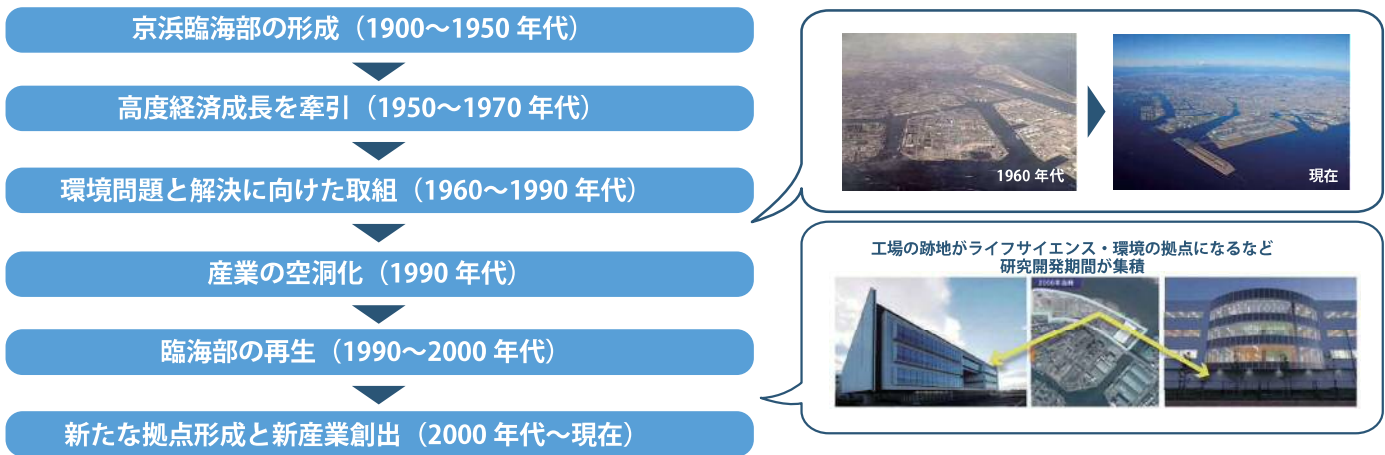 京浜臨海部の形成（1900～1950 年代）
高度経済成長を牽引（1950～1970 年代）
環境問題と解決に向けた取組（1960～1990 年代）
産業の空洞化（1990 年代）
臨海部の再生（1990～2000 年代）
新たな拠点形成と新産業創出（2000 年代～現在）
1960 年代
現在
工場の跡地がライフサイエンス・環境の拠点になるなど
研究開発期間が集積